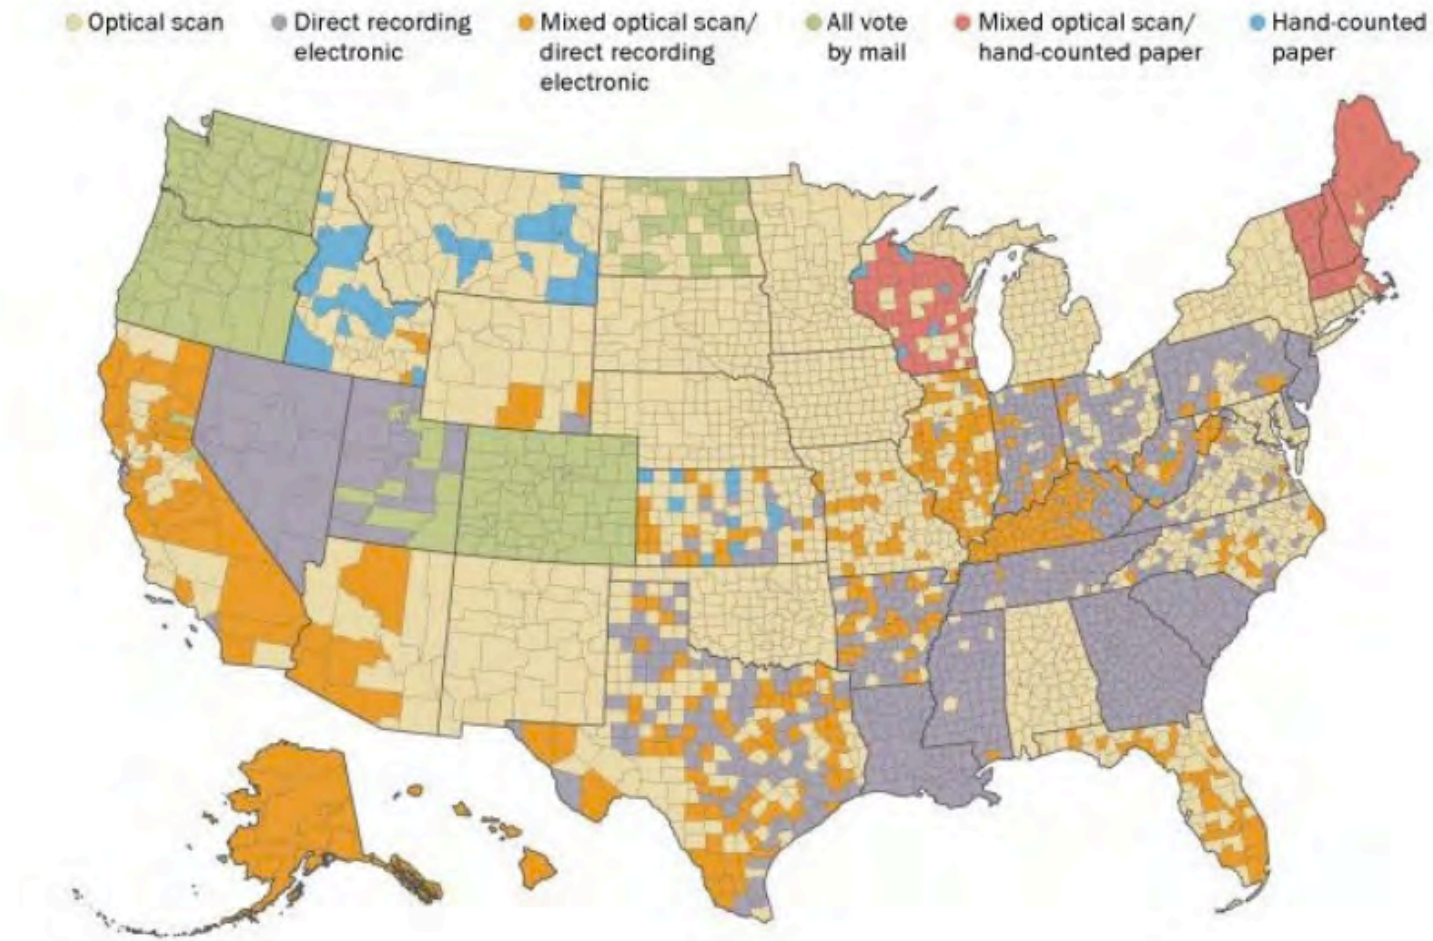 Optical scan
Direct recording
electronic
Mixed optical scan/
direct recording
electronic
All vote
by mail
Mixed optical scan/
hand-counted paper
Hand-counted
paper